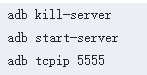 adb kill-server
adb start-server
adb tcpip 5555